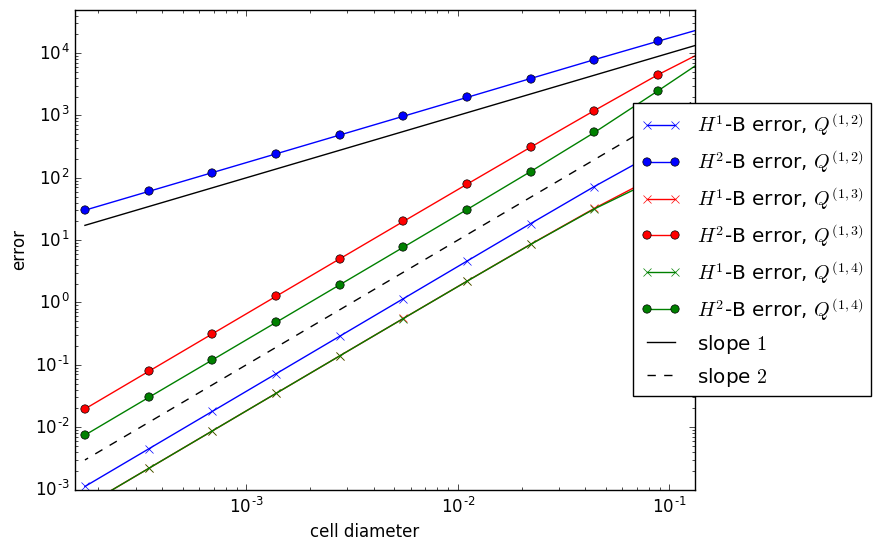 10^4
10^3
10^2
10^1
10^0
10^-1
10^-2
10^-3
error
10^-3
10^-2
10^-1
cell diameter
H^1-B error, Q^(1,2)
H^2-B error, Q^(1,2)
H^1-B error, Q^(1,3)
H^2-B error, Q^(1,3)
H^1-B error, Q^(1,4)
H^2-B error, Q^(1,4)
slope 1
slope 2